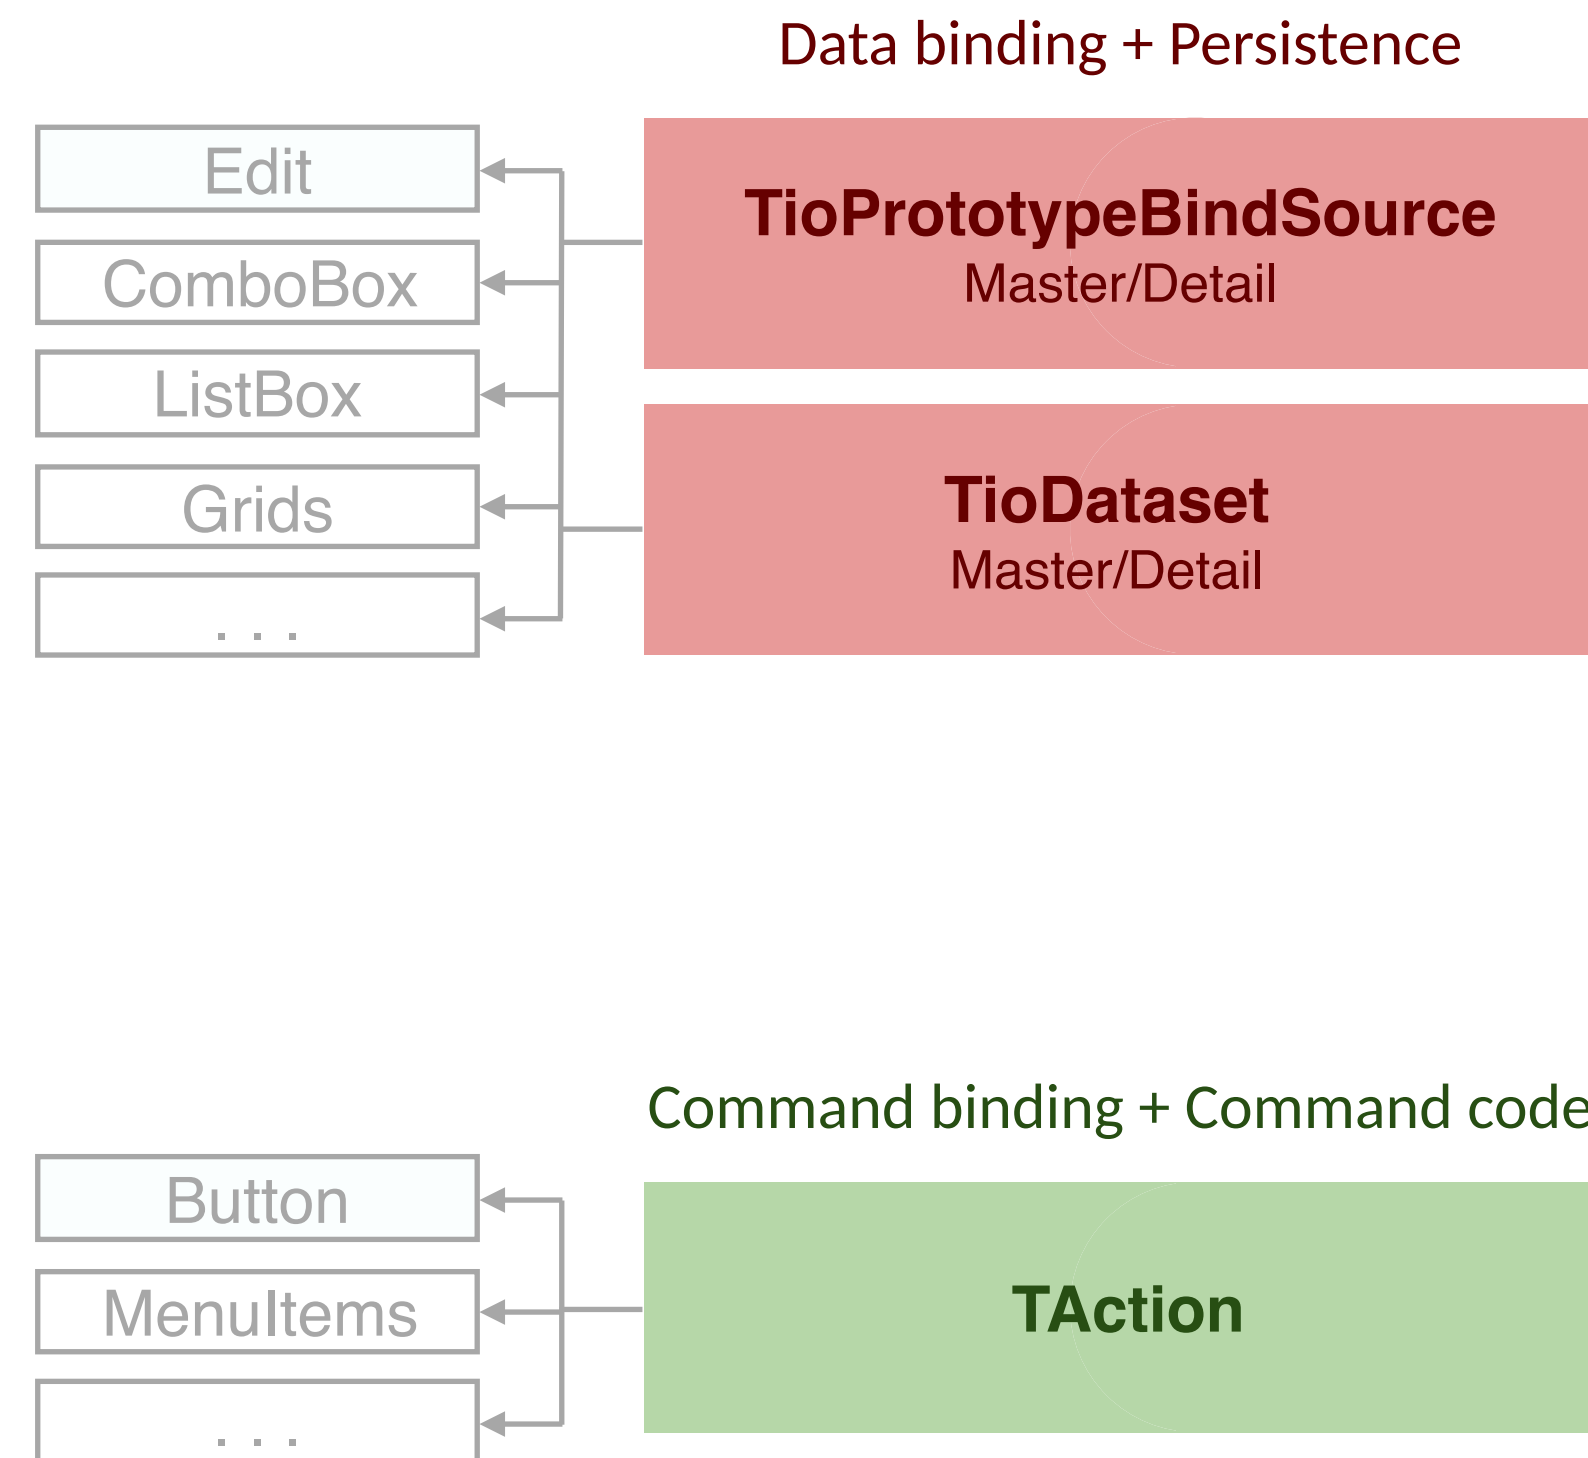 Data binding + Persistence
Edit
ComboBox
ListBox
Grids
. . .
TioPrototypeBindSource
Master/Detail
TioDataset
Master/Detail
Command binding + Command code
Button
MenuItems
. . .
TAction